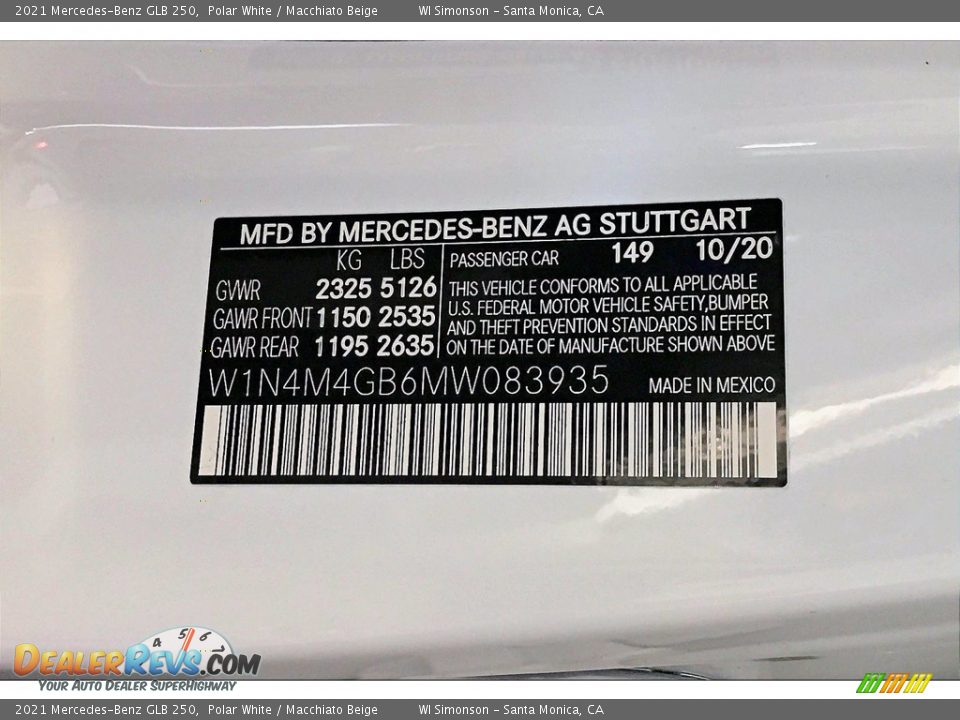 2021 Mercedes-Benz GLB 250,  Polar White / Macchiato Beige    WI Simonson - Santa Monica, CA
MFD BY MERCEDES-BENZ AG STUTTGART
KG LBS
GVWR 2325 5126
GAWR FRONT 1150 2535
GAWR REAR 1195 2635
PASSENGER CAR 149 10/20
THIS VEHICLE CONFORMS TO ALL APPLICABLE
U.S. FEDERAL MOTOR VEHICLE SAFETY,BUMPER
AND THEFT PREVENTION STANDARDS IN EFFECT
ON THE DATE OF MANUFACTURE SHOWN ABOVE
W1N4M4GB6MW083935 MADE IN MEXICO
4 5 6
DEALERREVS.COM
YOUR AUTO DEALER SUPERHIGHWAY
2021 Mercedes-Benz GLB 250,  Polar White / Macchiato Beige    WI Simonson - Santa Monica, CA